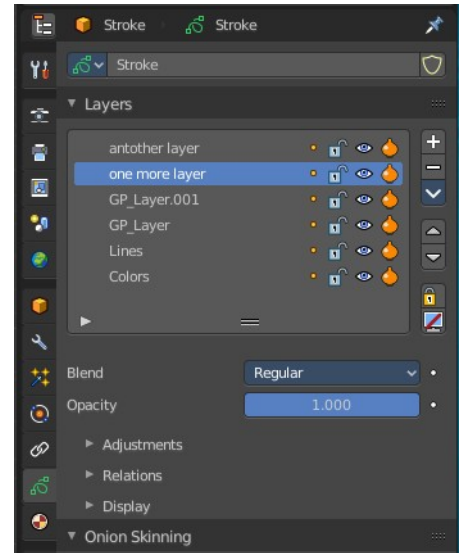 Stroke Stroke
Stroke
Layers
antother layer
one more layer
GP_Layer.001
GP_Layer
Lines
Colors
Blend Regular
Opacity 1.000
Adjustments
Relations
Display
Onion Skinning